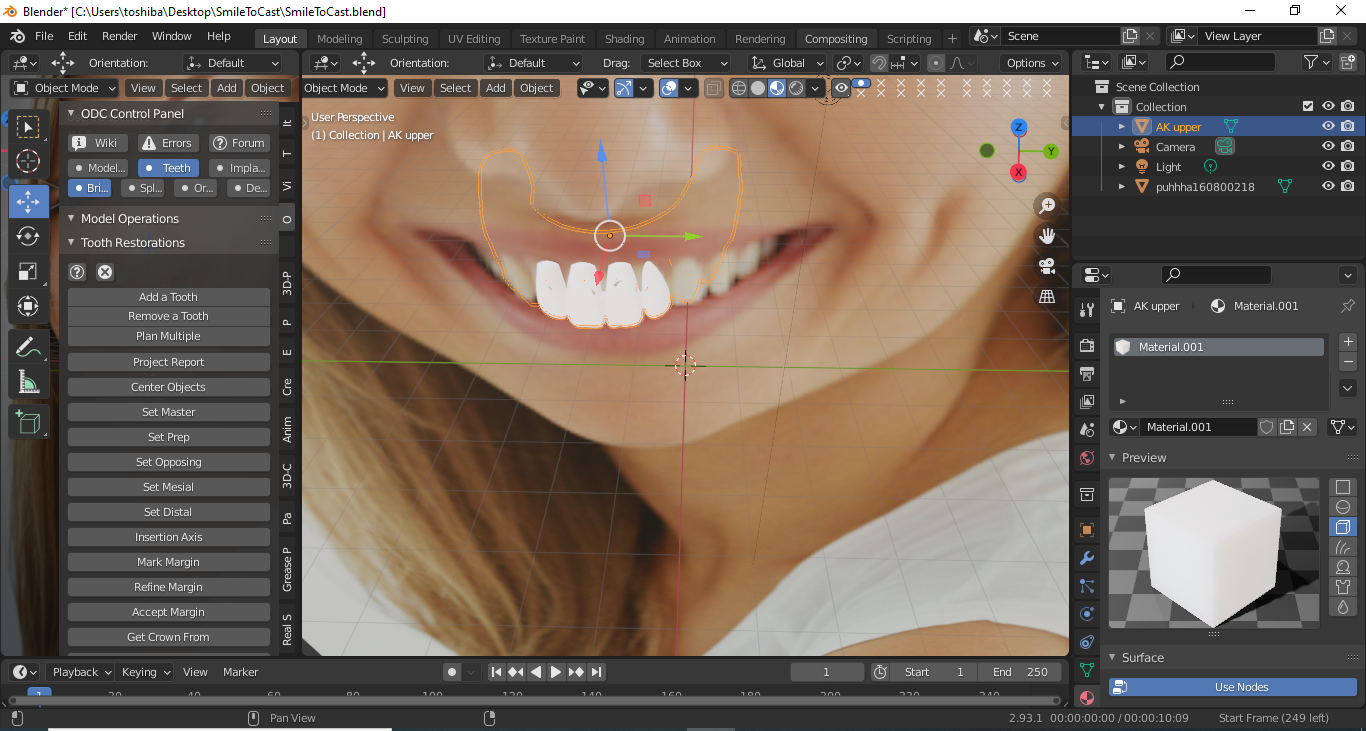 Blender* [C:\Users\toshiba\Desktop\SmileToCast\SmileToCast.blend]
File Edit Render Window Help Layout Modeling Sculpting UV Editing Texture Paint Shading Animation Rendering Compositing Scripting + Scene View Layer
Orientation: Default Orientation: Default Drag: Select Box Global Options
Object Mode View Select Add Object Object Mode View Select Add Object
ODC Control Panel
Wiki Errors Forum
Model... Teeth Impla...
Bri... Spl... Or... De...
Model Operations
Tooth Restorations
Add a Tooth
Remove a Tooth
Plan Multiple
Project Report
Center Objects
Set Master
Set Prep
Set Opposing
Set Mesial
Set Distal
Insertion Axis
Mark Margin
Refine Margin
Accept Margin
Get Crown From
It
T
Vi
O
3D-P
P
E
Cre
Anim
3D-C
Pa
Grease P
Real S
User Perspective
(1) Collection | AK upper
Z
Y
X
Scene Collection
Collection
AK upper
Camera
Light
puhhha160800218
AK upper Material.001
Material.001
Material.001
Preview
Surface
Use Nodes
Playback Keying View Marker 1 Start 1 End 250
1 20 40 60 80 100 120 140 160 180 200 220 240
Pan View 2.93.1 00:00:00:00 / 00:00:10:09 Start Frame (249 left)